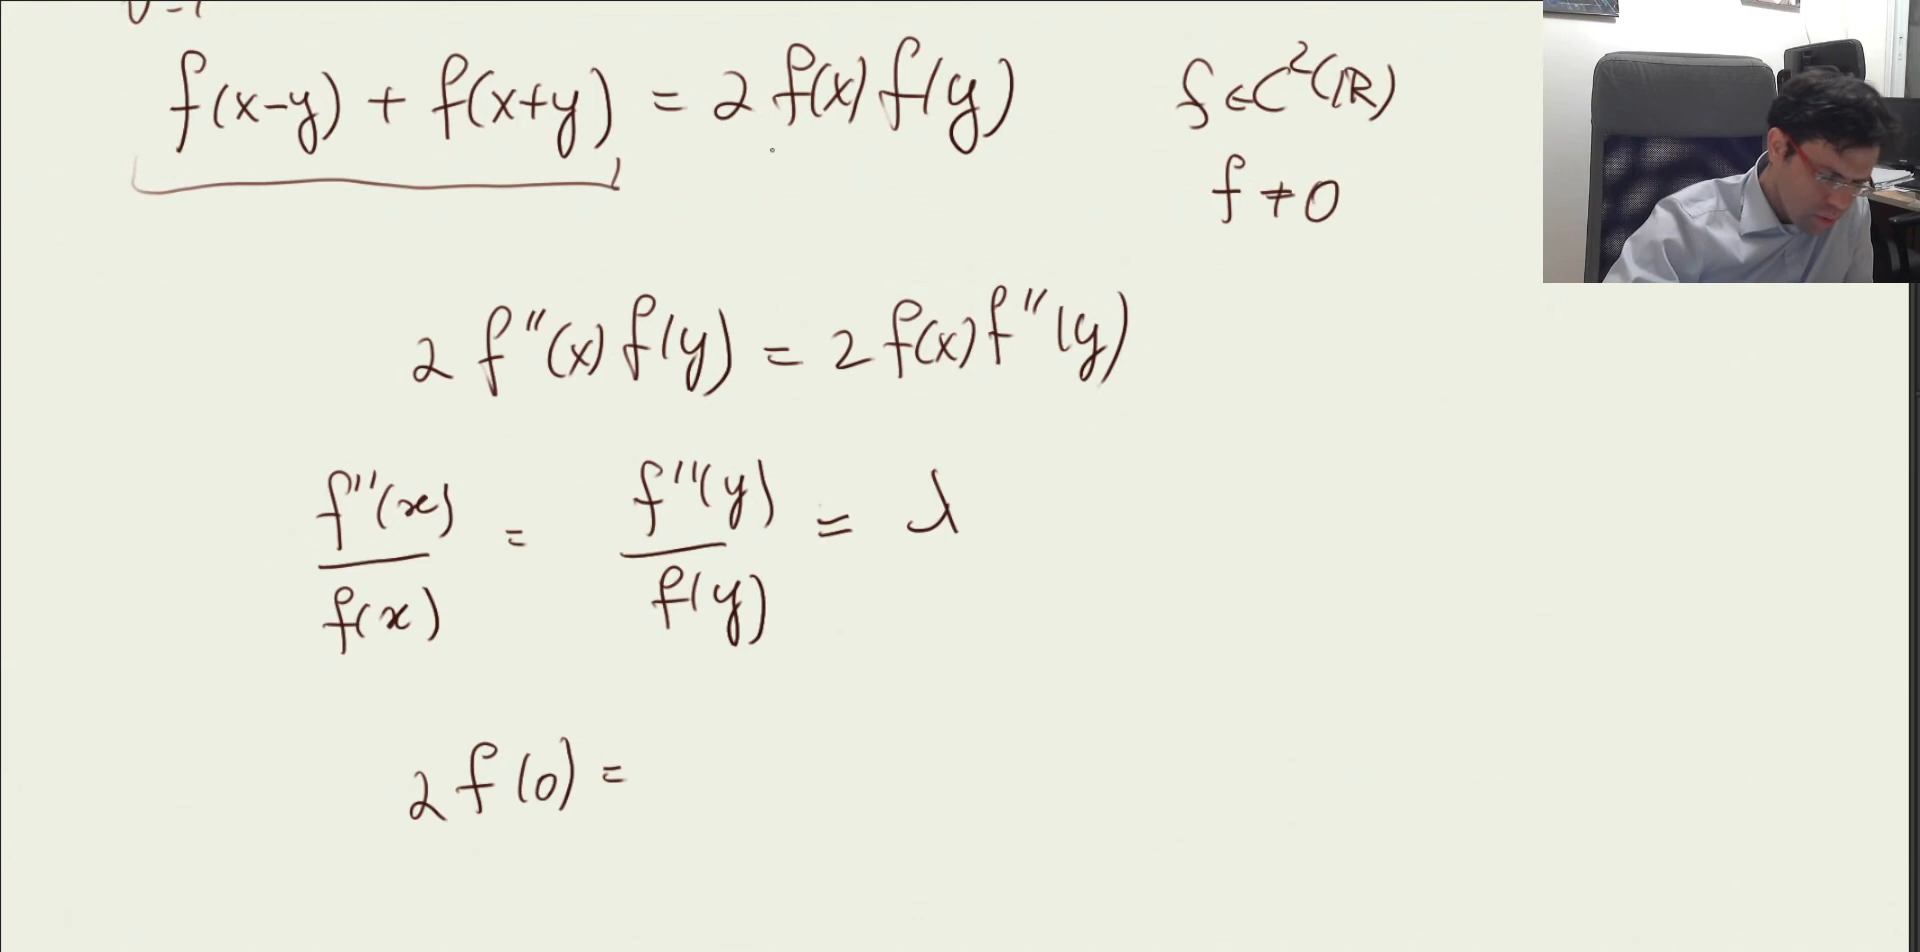 f(x-y) + f(x+y) = 2 f(x) f(y) f ∈ C²(ℝ)
f ≠ 0
2 f''(x) f(y) = 2 f(x) f''(y)
f''(x)/f(x) = f''(y)/f(y) = λ
2 f(0) =